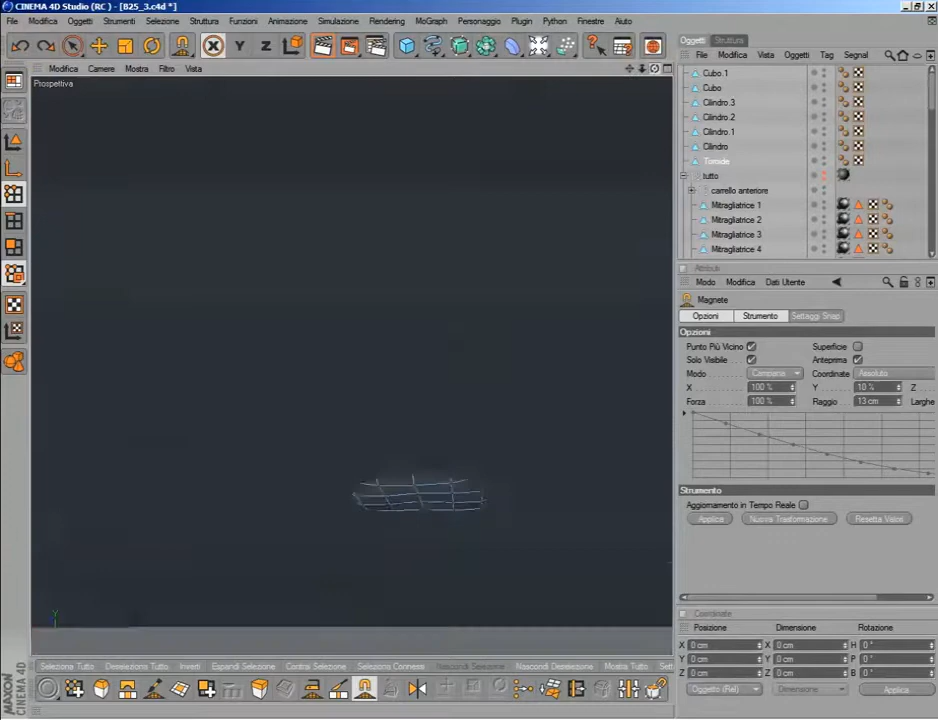 CINEMA 4D Studio (RC) - [B25_3.c4d *]
File Modifica Oggetti Strumenti Selezione Struttura Funzioni Animazione Simulazione Rendering MoGraph Personaggio Plugin Python Finestre Aiuto
X Y Z
Oggetti Struttura
Modifica Camere Mostra Filtro Vista
File Modifica Vista Oggetti Tag Segnal
Prospettiva
Cubo.1
Cubo
Cilindro.3
Cilindro.2
Cilindro.1
Cilindro
Toroide
tutto
carrello anteriore
Mitragliatrice 1
Mitragliatrice 2
Mitragliatrice 3
Mitragliatrice 4
Attributi
Modo Modifica Dati Utente
Magnete
Opzioni Strumento Settaggi Snap
Opzioni
Punto Più Vicino Superficie
Solo Visibile Anteprima
Modo Campana Coordinate Assoluto
X 100 % Y 10 % Z
Forza 100 % Raggio 13 cm Larghe
Strumento
Aggiornamento in Tempo Reale
Applica Nuova Trasformazione Resetta Valori
Y
Coordinate
Posizione Dimensione Rotazione
X 0 cm X 0 cm H 0 °
Y 0 cm Y 0 cm P 0 °
Z 0 cm Z 0 cm B 0 °
Oggetto (Rel) Dimensione Applica
Seleziona Tutto Deseleziona Tutto Inverti Espandi Selezione Contrai Selezione Seleziona Connessi Nascondi Selezione Nascondi Deselezione Mostra Tutto Set
MAXON
CINEMA 4D